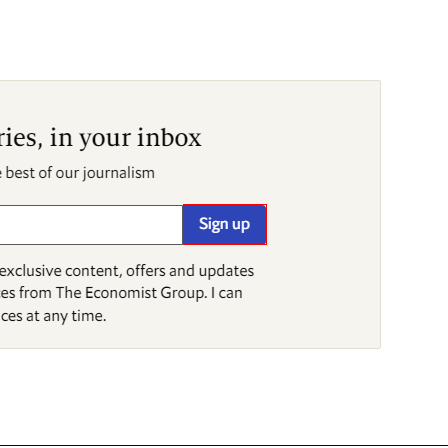 ries, in your inbox
best of our journalism
Sign up
exclusive content, offers and updates
es from The Economist Group. I can
ces at any time.